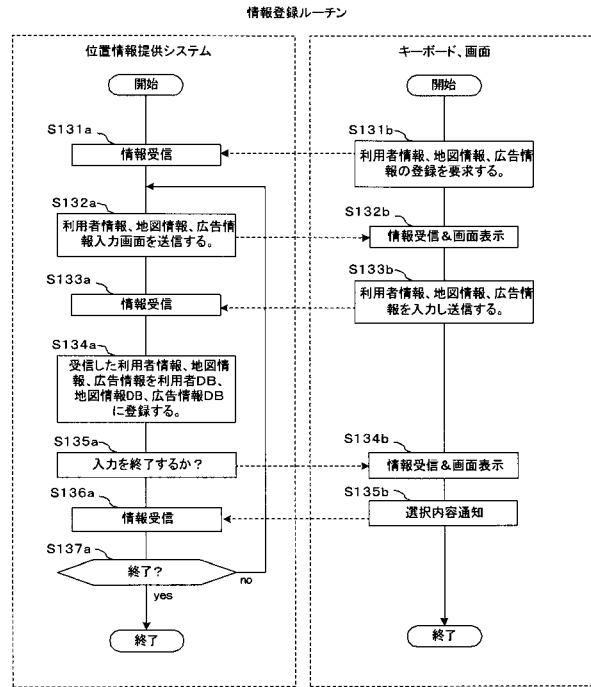 情報登録ルーチン
位置情報提供システム
開始
S131a
情報受信
S132a
利用者情報、地図情報、広告情
報入力画面を送信する。
S133a
情報受信
S134a
受信した利用者情報、地図情
報、広告情報を利用者DB、
地図情報DB、広告情報DB
に登録する。
S135a
入力を終了するか？
S136a
情報受信
S137a
終了？
no
yes
終了
キーボード、画面
開始
S131b
利用者情報、地図情報、広告情
報の登録を要求する。
S132b
情報受信＆画面表示
S133b
利用者情報、地図情報、広告情
報を入力し送信する。
S134b
情報受信＆画面表示
S135b
選択内容通知
終了